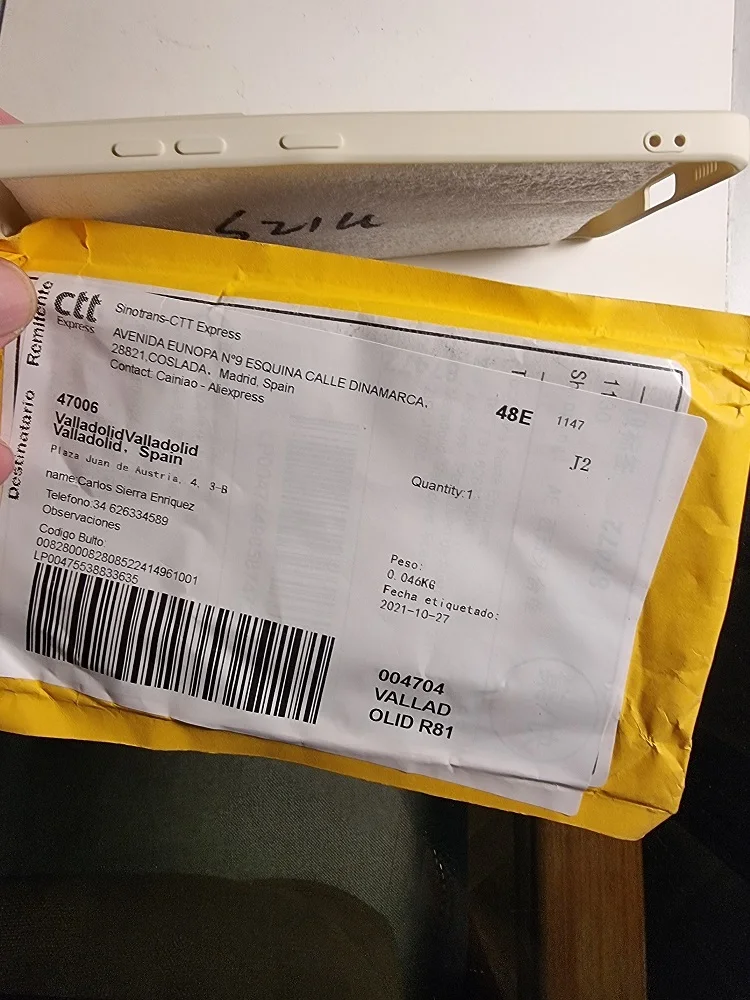 S21U
ctt
Express
Sinotrans-CTT Express
AVENIDA EUNOPA Nº9 ESQUINA CALLE DINAMARCA,
28821,COSLADA, Madrid, Spain
Contact: Cainiao - Aliexpress
Remitente
Destinatario
47006
ValladolidValladolid
Valladolid, Spain
Plaza Juan de Austria, 4, 3-B
name:Carlos Sierra Enriquez
Telefono:34 626334589
Observaciones
Codigo Bulto
0082800082808522414961001
LP00475538833635
48E
1147
J2
Quantity:1
Peso:
0.046KG
Fecha etiquetado:
2021-10-27
004704
VALLAD
OLID R81